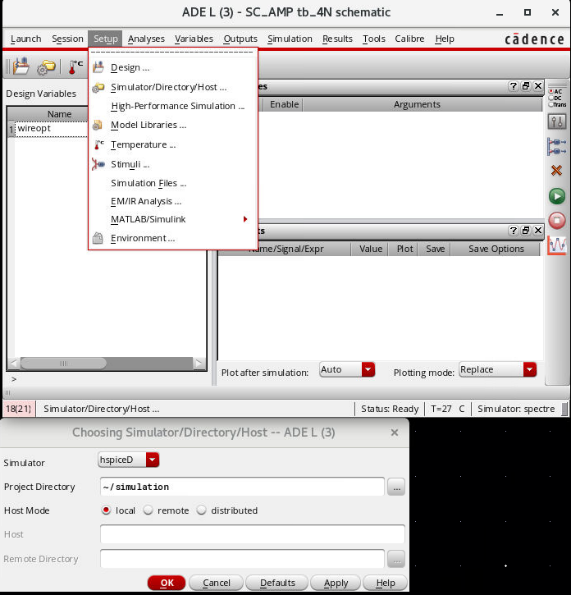 ADE L (3) - SC_AMP tb_4N schematic
Launch Session Setup Analyses Variables Outputs Simulation Results Tools Calibre Help cādence
°C
Design Variables
Name
1 wireopt
Design ...
Simulator/Directory/Host ...
High-Performance Simulation ...
Model Libraries ...
Temperature ...
Stimuli ...
Simulation Files ...
EM/IR Analysis ...
MATLAB/Simulink
Environment ...
Enable Arguments
AC
DC
Trans
Name/Signal/Expr Value Plot Save Save Options
Plot after simulation: Auto Plotting mode: Replace
>
18(21) Simulator/Directory/Host ... Status: Ready T=27 C Simulator: spectre
Choosing Simulator/Directory/Host -- ADE L (3)
Simulator hspiceD
Project Directory ~/simulation ...
Host Mode local remote distributed
Host
Remote Directory ...
OK Cancel Defaults Apply Help